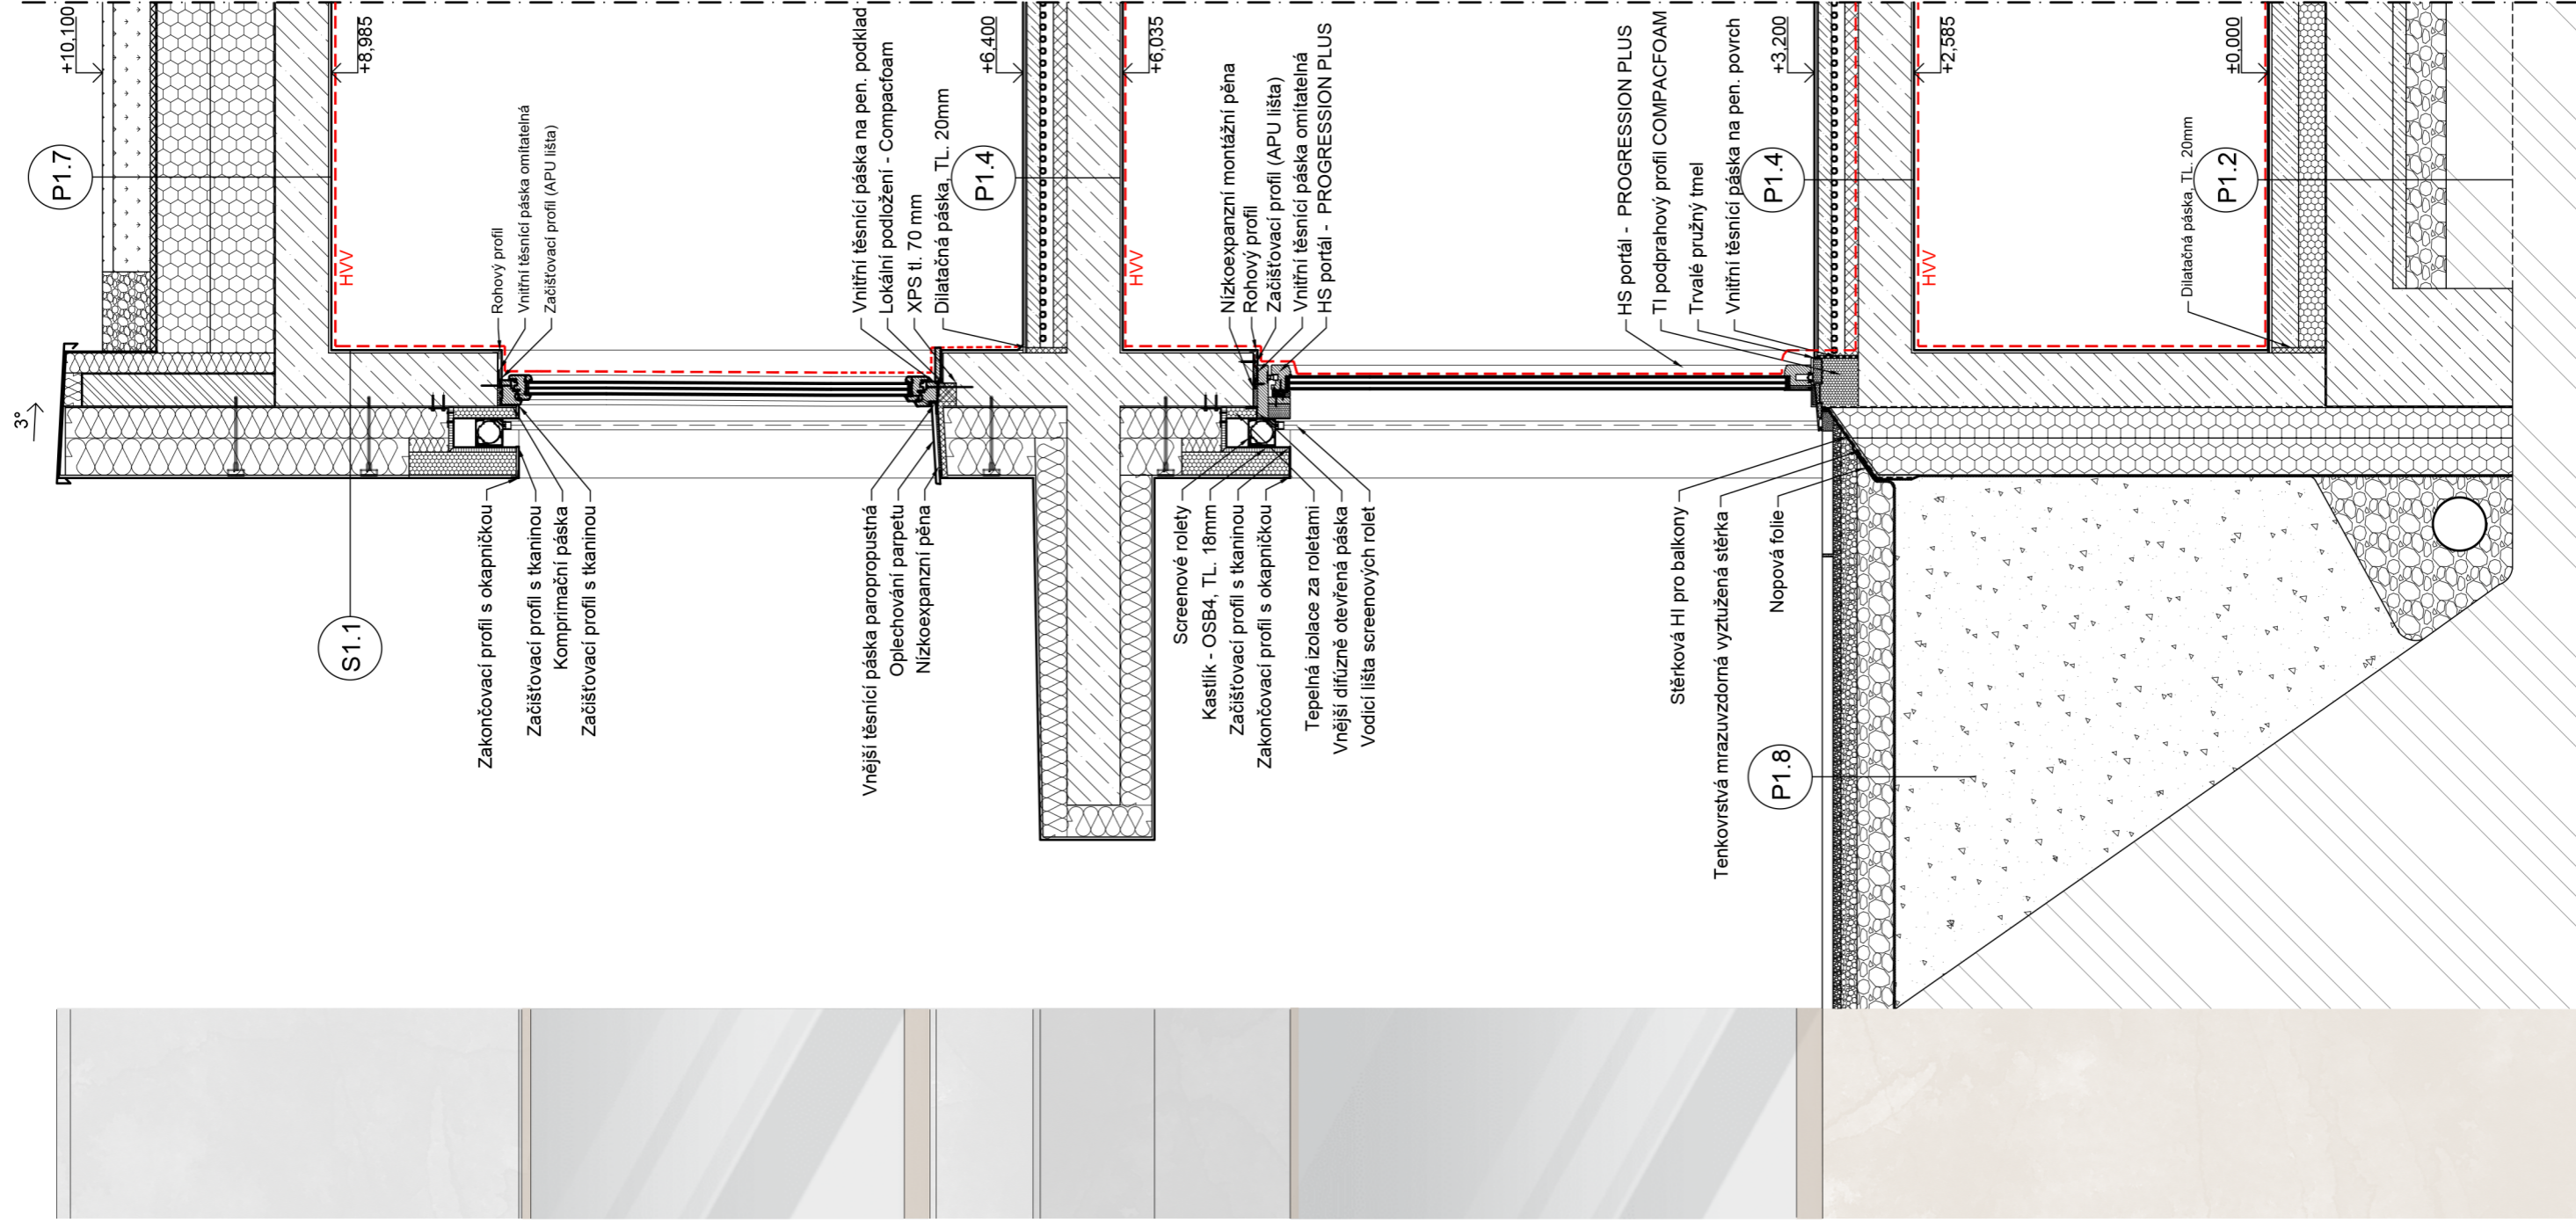 3°
+10,100
P1.7
+8,985
HVV
S1.1
Rohový profil
Vnitřní těsnící páska omítatelná
Začišťovací profil (APU lišta)
Zakončovací profil s okapničkou
Začišťovací profil s tkaninou
Komprimační páska
Začišťovací profil s tkaninou
Vnitřní těsnící páska na pen. podklad
Lokální podložení - Compacfoam
XPS tl. 70 mm
Dilatačná páska, TL. 20mm
Vnější těsnící páska paropropustná
Oplechování parpetu
Nízkoexpanzní pěna
+6,400
P1.4
+6,035
HVV
Nízkoexpanzní montážní pěna
Rohový profil
Začišťovací profil (APU lišta)
Vnitřní těsnící páska omítatelná
HS portál - PROGRESSION PLUS
Screenové rolety
Kastlík - OSB4, TL. 18mm
Začišťovací profil s tkaninou
Zakončovací profil s okapničkou
Tepelná izolace za roletami
Vnější difúzně otevřená páska
Vodicí lišta screenových rolet
HS portál - PROGRESSION PLUS
TI podprahový profil COMPACFOAM
Trvalé pružný tmel
Vnitřní těsnící páska na pen. povrch
+3,200
P1.4
+2,585
HVV
Stěrková HI pro balkony
Tenkovrstvá mrazuvzdorná vyztužená stěrka
Nopová folie
P1.8
Dilatačná páska, TL. 20mm
±0,000
P1.2